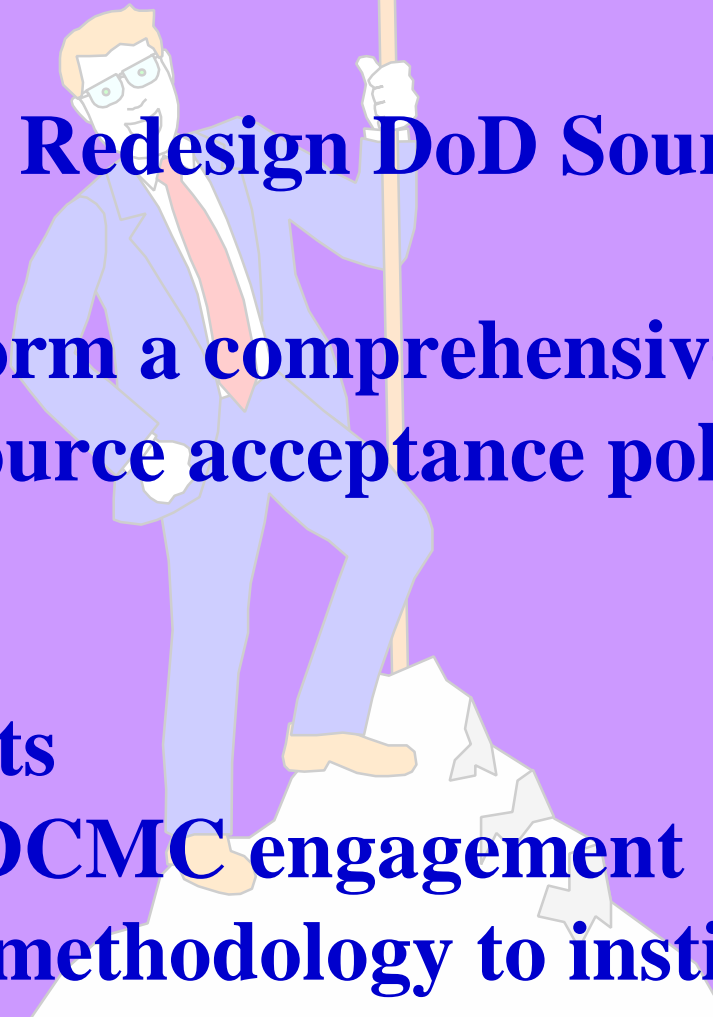 Redesign DoD Sour
orm a comprehensiv
ource acceptance pol
ts
DCMC engagement
methodology to insti